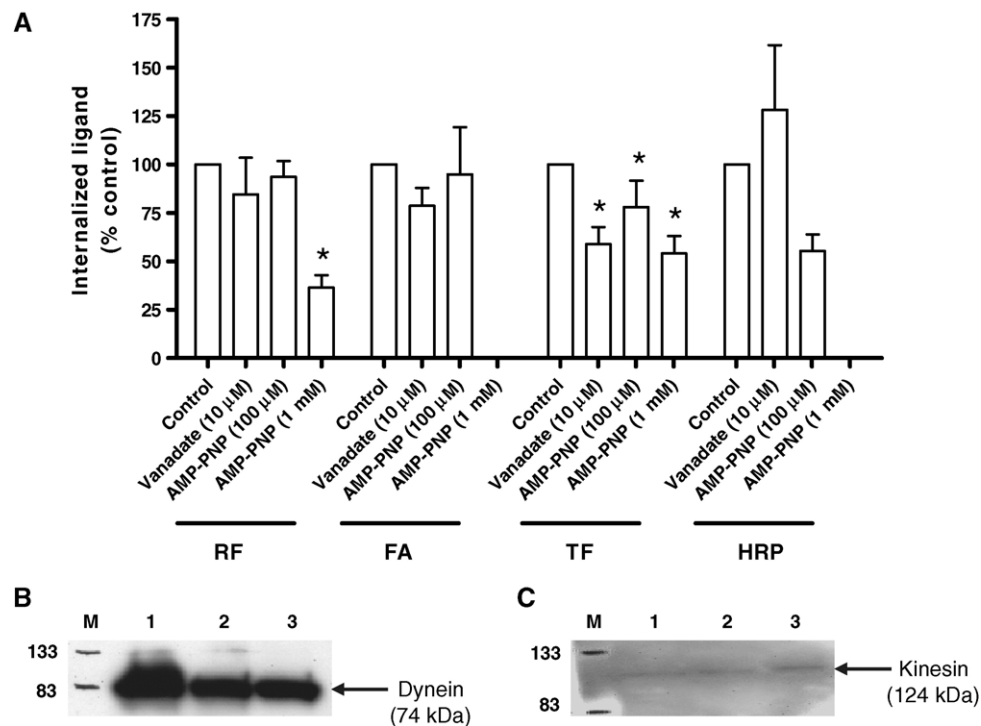 A
Internalized ligand
(% control)
175
150
125
100
75
50
25
0
*
*
*
*
Control
Vanadate (10 µM)
AMP-PNP (100 µM)
AMP-PNP (1 mM)
Control
Vanadate (10 µM)
AMP-PNP (100 µM)
AMP-PNP (1 mM)
Control
Vanadate (10 µM)
AMP-PNP (100 µM)
AMP-PNP (1 mM)
Control
Vanadate (10 µM)
AMP-PNP (100 µM)
AMP-PNP (1 mM)
RF FA TF HRP
B
M 1 2 3
133
83
Dynein
(74 kDa)
C
M 1 2 3
133
83
Kinesin
(124 kDa)